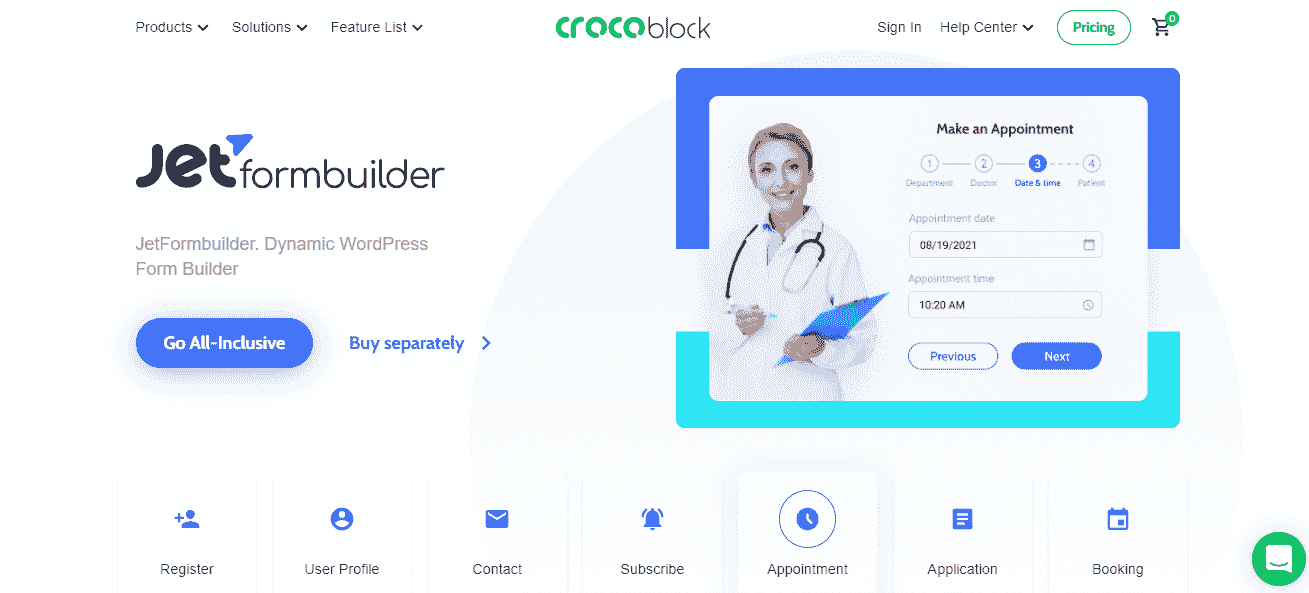 Products
Solutions
Feature List
crocoblock
Sign In
Help Center
Pricing
0
Jetformbuilder
JetFormbuilder. Dynamic WordPress
Form Builder
Go All-Inclusive
Buy separately
Make an Appointment
1
2
3
4
Department
Doctor
Date & time
Patient
Appointment date
08/19/2021
Appointment time
10:20 AM
Previous
Next
Register
User Profile
Contact
Subscribe
Appointment
Application
Booking